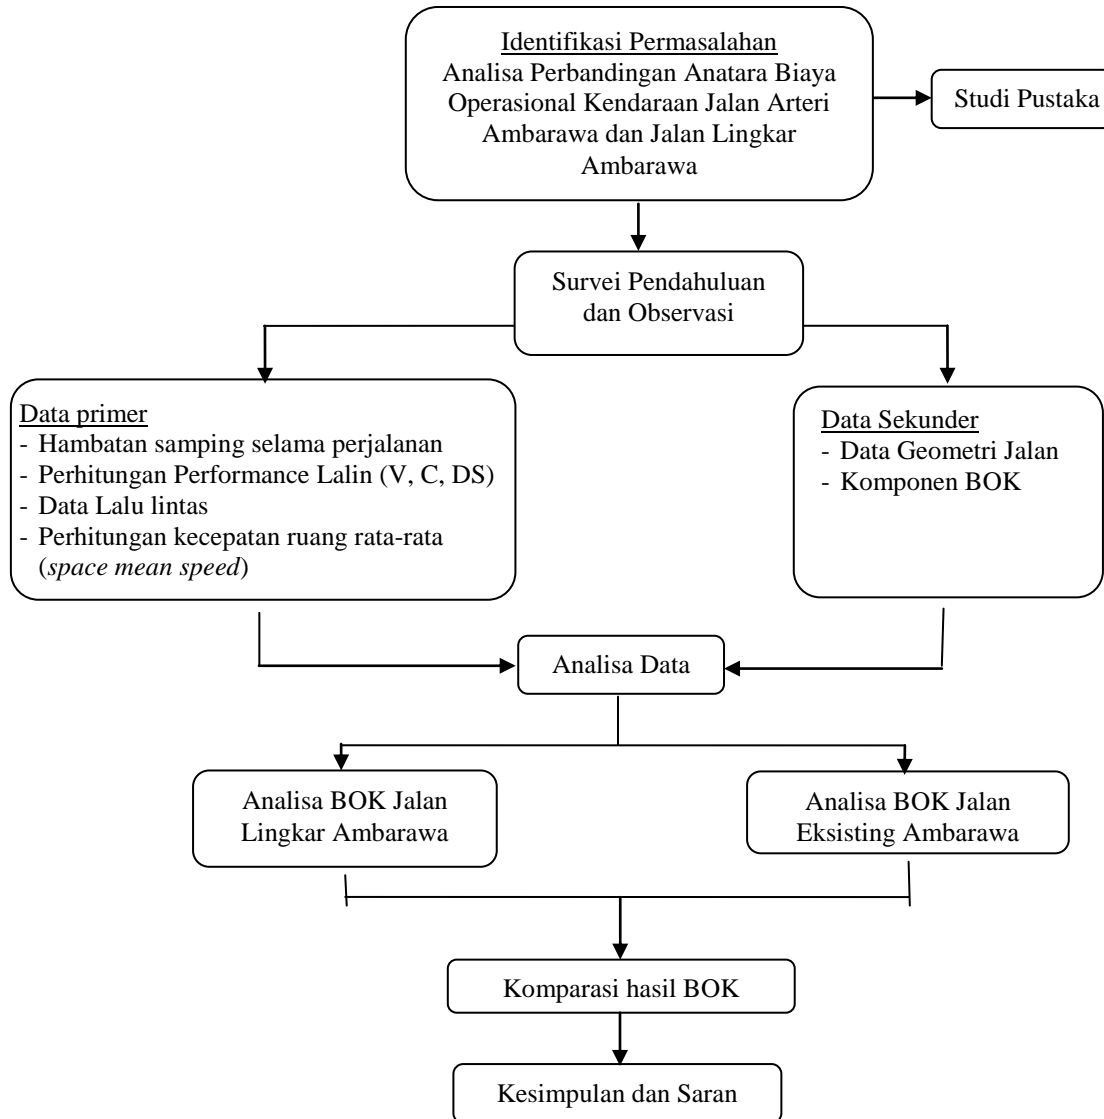 Identifikasi Permasalahan
Analisa Perbandingan Anatara Biaya
Operasional Kendaraan Jalan Arteri
Ambarawa dan Jalan Lingkar
Ambarawa
Studi Pustaka
Survei Pendahuluan
dan Observasi
Data primer
- Hambatan samping selama perjalanan
- Perhitungan Performance Lalin (V, C, DS)
- Data Lalu lintas
- Perhitungan kecepatan ruang rata-rata
(space mean speed)
Data Sekunder
- Data Geometri Jalan
- Komponen BOK
Analisa Data
Analisa BOK Jalan
Lingkar Ambarawa
Analisa BOK Jalan
Eksisting Ambarawa
Komparasi hasil BOK
Kesimpulan dan Saran